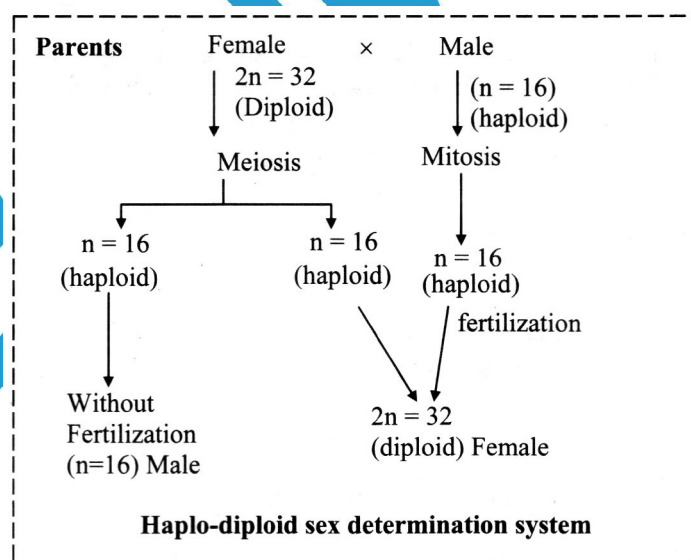 Parents Female × Male
2n = 32
(Diploid)
(n = 16)
(haploid)
Meiosis
Mitosis
n = 16
(haploid)
n = 16
(haploid)
n = 16
(haploid)
fertilization
Without
Fertilization
(n=16) Male
2n = 32
(diploid) Female
Haplo-diploid sex determination system